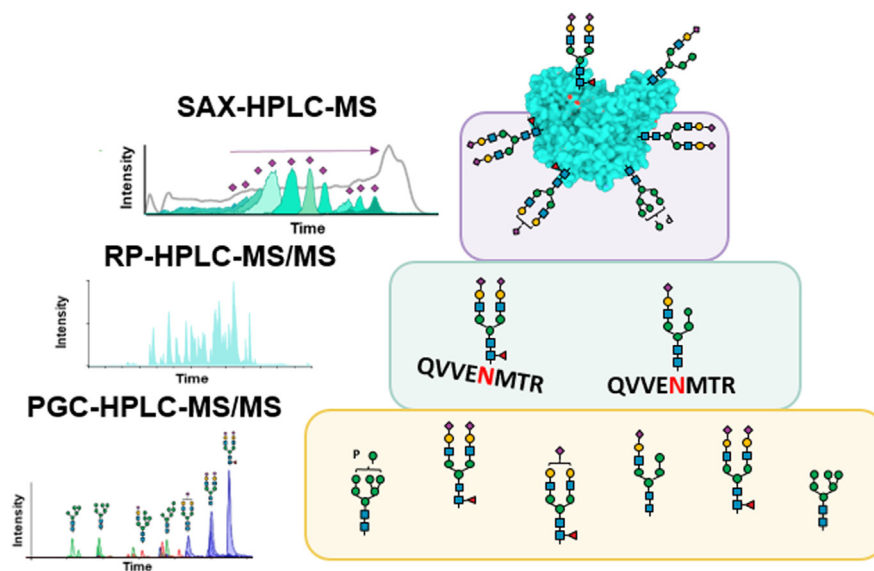 SAX-HPLC-MS
Intensity
Time
P
RP-HPLC-MS/MS
Intensity
Time
QVVENMTR
QVVENMTR
PGC-HPLC-MS/MS
Intensity
Time
P